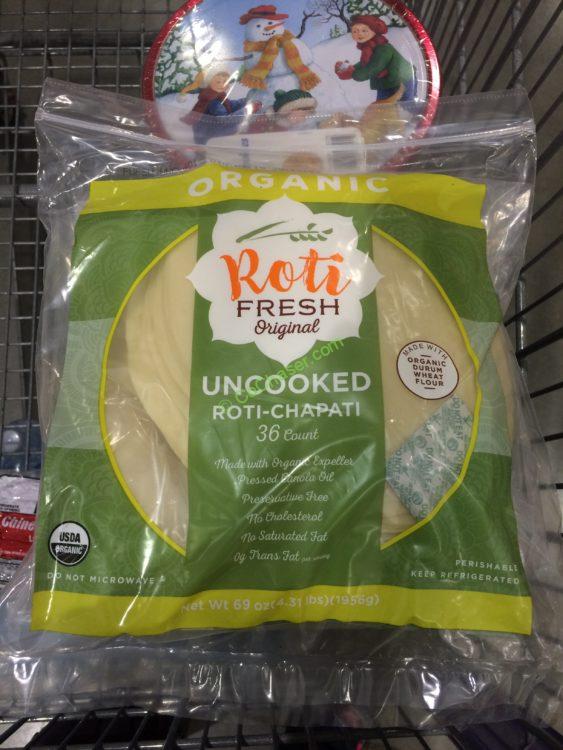 ORGANIC
Roti
FRESH
Original
UNCOOKED
ROTI-CHAPATI
36 Count
Made with Organic Expeller
Pressed Canola Oil
Preservative Free
No Cholesterol
No Saturated Fat
0g Trans Fat per serving
MADE WITH
ORGANIC
DURUM
WHEAT
FLOUR
USDA
ORGANIC
DO NOT MICROWAVE
PERISHABLE
KEEP REFRIGERATED
Net Wt 69 oz(4.31 lbs)(1956g)